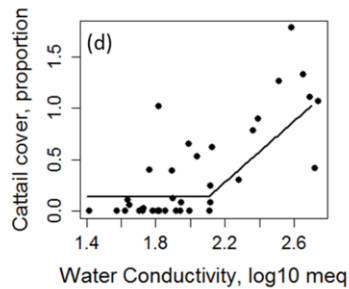 (d)
Cattail cover, proportion
1.5
1.0
0.5
0.0
1.4 1.8 2.2 2.6
Water Conductivity, log10 meq